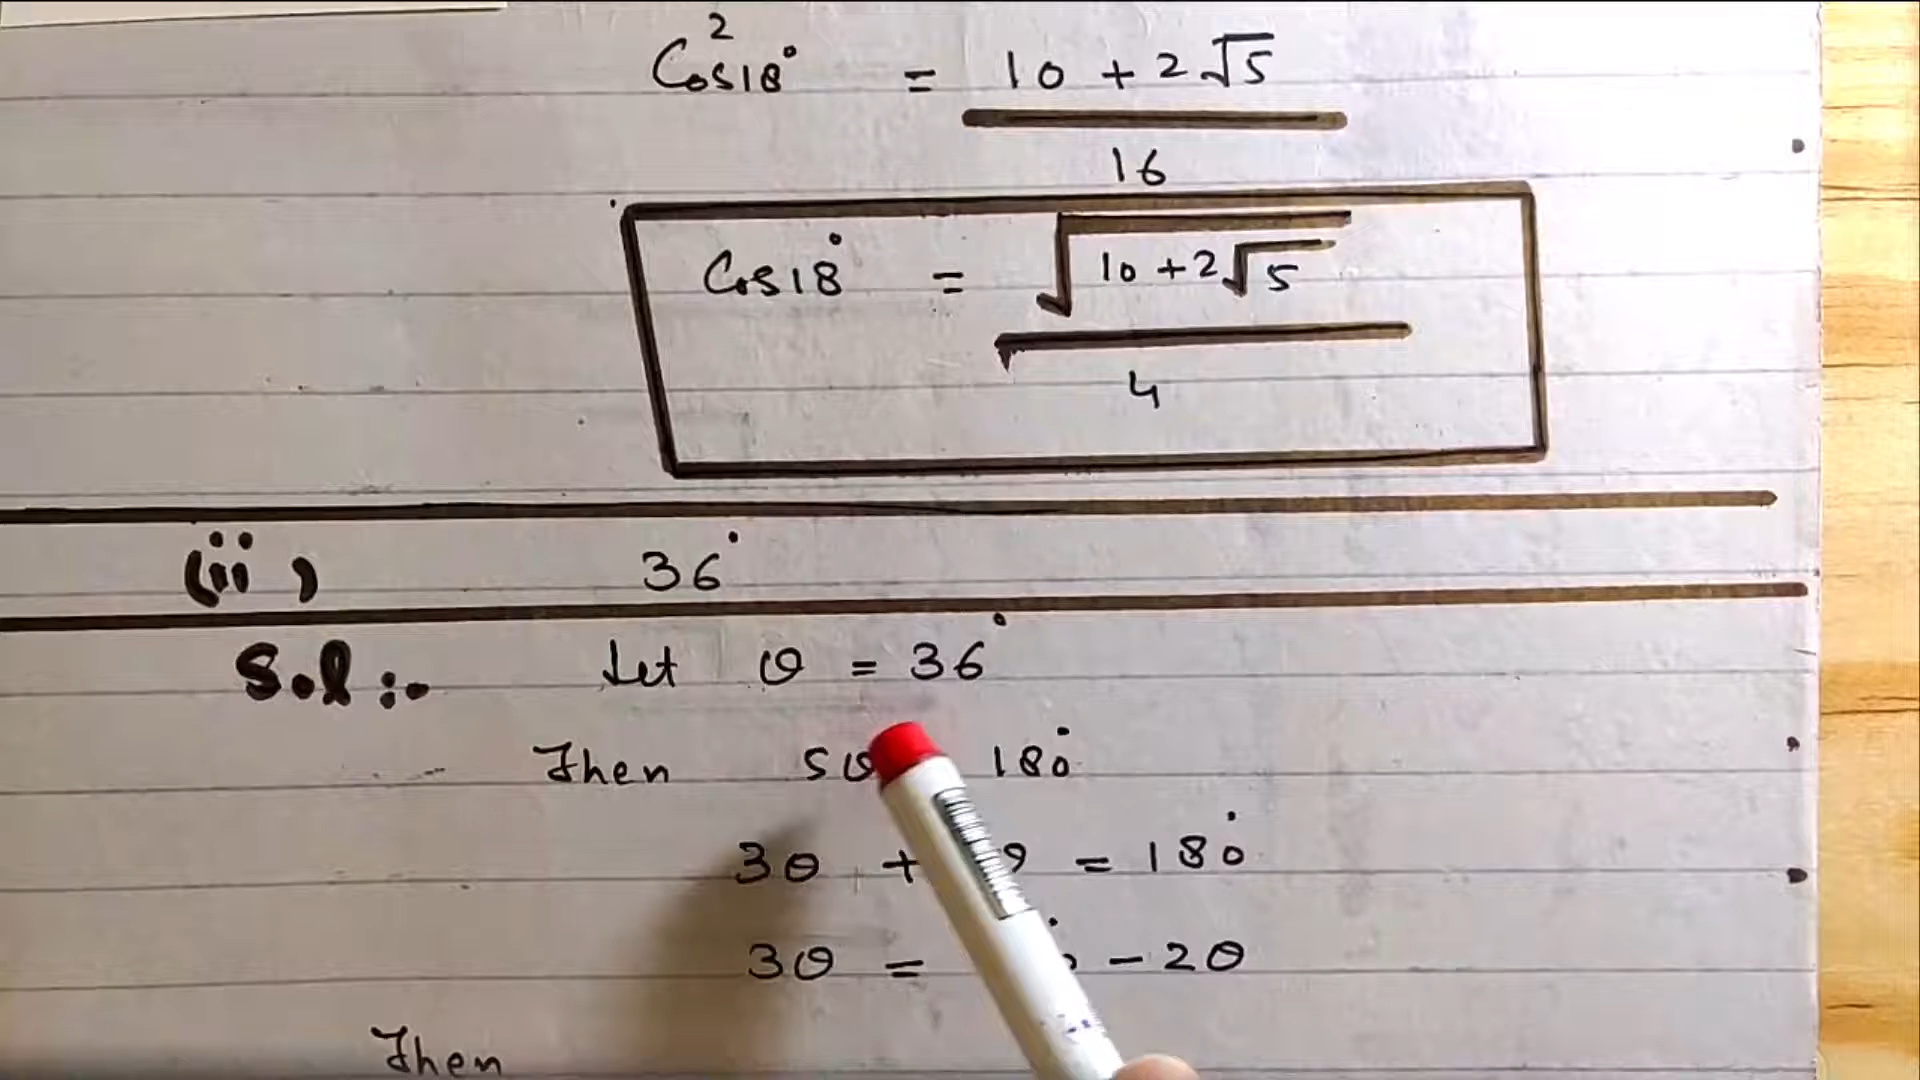 Cos²18° = 10 + 2√5 / 16
Cos18° = √10+2√5 / 4
(ii) 36°
Sol:- Let θ = 36°
Then 5θ 180°
3θ + θ = 180°
3θ = ° - 2θ
Then